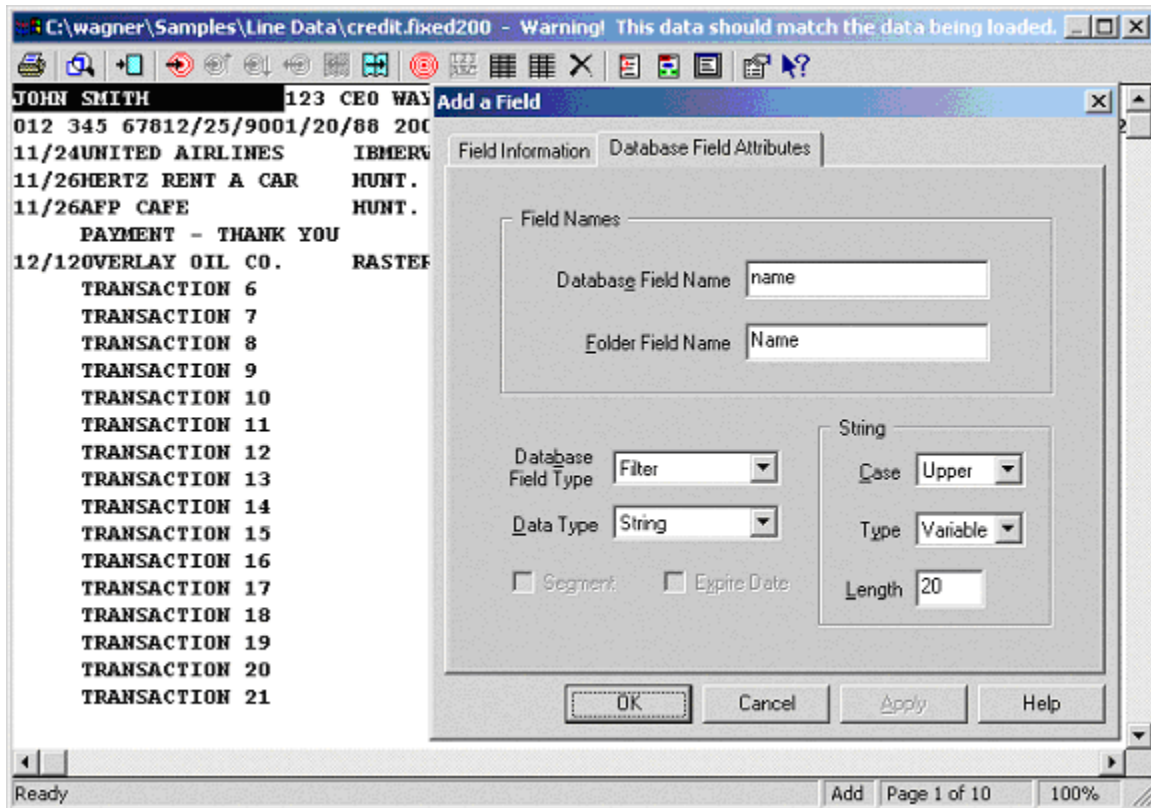 C:\wagner\Samples\Line Data\credit.fixed200 - Warning! This data should match the data being loaded.
JOHN SMITH 123 CEO WAY
012 345 67812/25/9001/20/88 200
11/24UNITED AIRLINES IBMERW
11/26HERTZ RENT A CAR HUNT.
11/26AFP CAFE HUNT.
PAYMENT - THANK YOU
12/12OVERLAY OIL CO. RASTER
TRANSACTION 6
TRANSACTION 7
TRANSACTION 8
TRANSACTION 9
TRANSACTION 10
TRANSACTION 11
TRANSACTION 12
TRANSACTION 13
TRANSACTION 14
TRANSACTION 15
TRANSACTION 16
TRANSACTION 17
TRANSACTION 18
TRANSACTION 19
TRANSACTION 20
TRANSACTION 21
Add a Field
Field Information Database Field Attributes
Field Names
Database Field Name name
Folder Field Name Name
Database Field Type Filter
Data Type String
Segment Expire Date
String
Case Upper
Type Variable
Length 20
OK Cancel Apply Help
Ready Add Page 1 of 10 100%